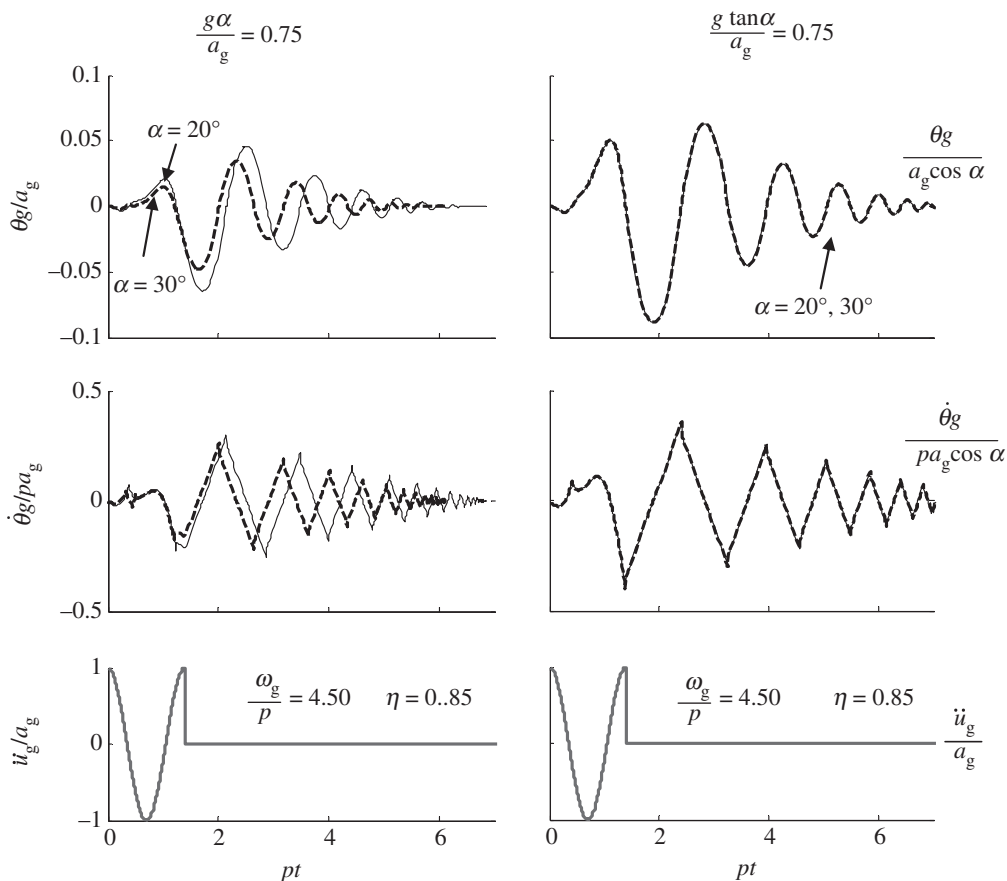 gα/a_g = 0.75
g tanα/a_g = 0.75
0.1
0.05
0
−0.05
−0.1
θg/a_g
α = 20°
α = 30°
θg/a_g cos α
α = 20°, 30°
0.5
0
−0.5
θ̇g/pa_g
θ̇g/pa_g cos α
1
0
−1
ü_g/a_g
ω_g/p = 4.50 η = 0..85
ω_g/p = 4.50 η = 0.85
ü_g/a_g
0 2 4 6
0 2 4 6
pt
pt